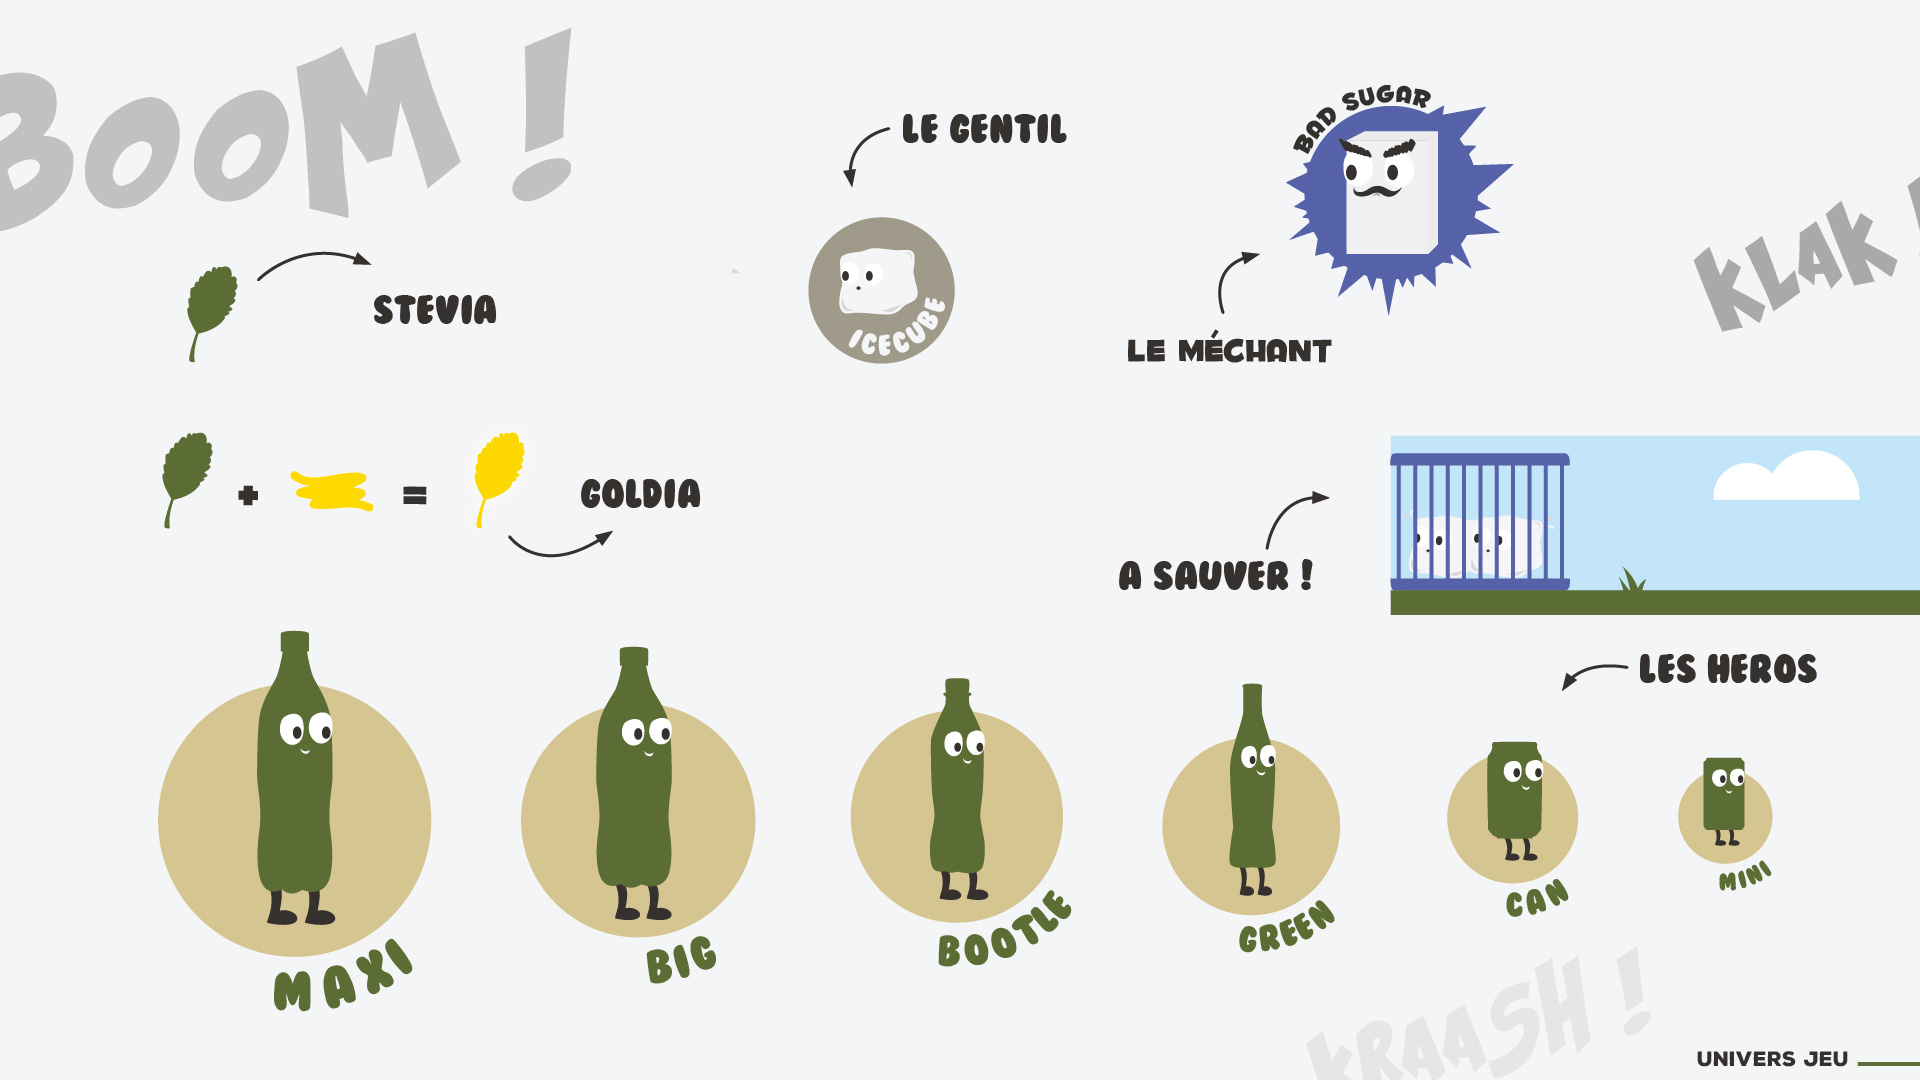 BOOM !
LE GENTIL
BAD SUGAR
KLAK !
STEVIA
ICECUBE
LE MÉCHANT
+ = GOLDIA
A SAUVER !
LES HEROS
MAXI
BIG
BOOTLE
GREEN
CAN
MINI
KRAASH !
UNIVERS JEU